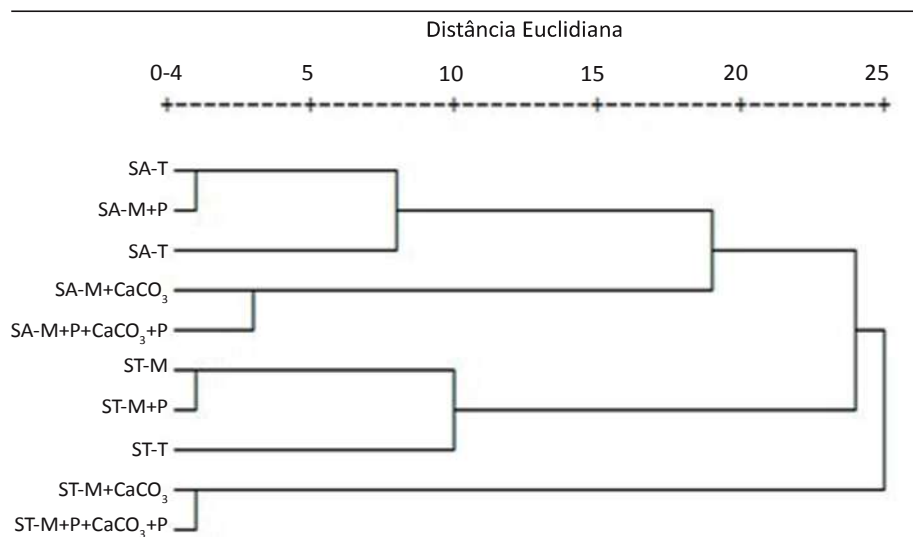 Distância Euclidiana
0-4 5 10 15 20 25
SA-T
SA-M+P
SA-T
SA-M+CaCO₃
SA-M+P+CaCO₃+P
ST-M
ST-M+P
ST-T
ST-M+CaCO₃
ST-M+P+CaCO₃+P